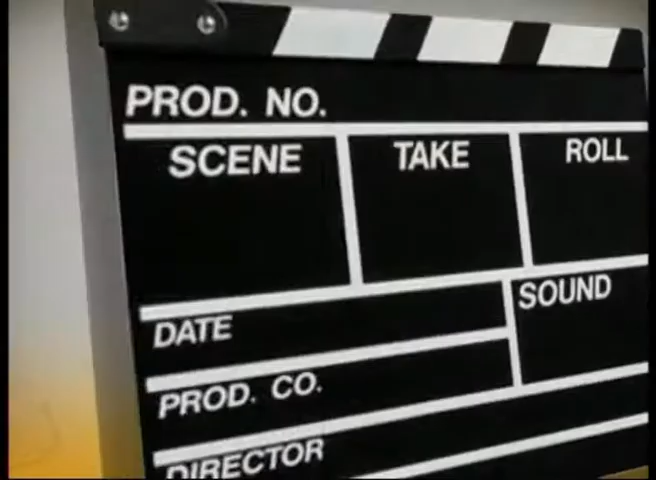 PROD. NO.
SCENE TAKE ROLL
SOUND
DATE
PROD. CO.
DIRECTOR